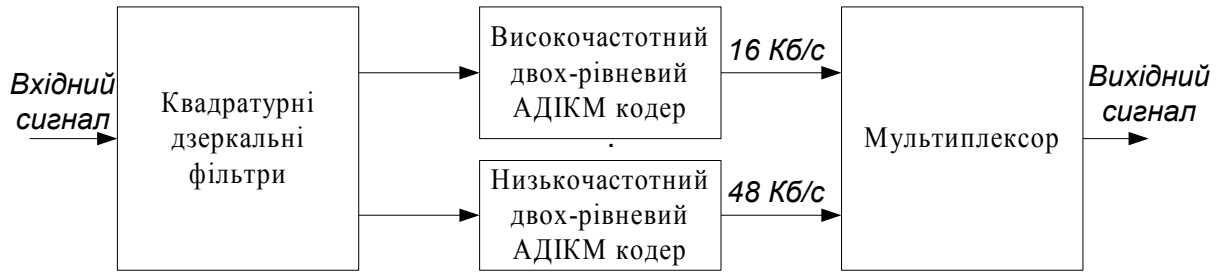 Вхідний
сигнал
Квадратурні
дзеркальні
фільтри
Високочастотний
двох-рівневий
АДІКМ кодер
16 Кб/с
.
Низькочастотний
двох-рівневий
АДІКМ кодер
48 Кб/с
Мультиплексор
Вихідний
сигнал